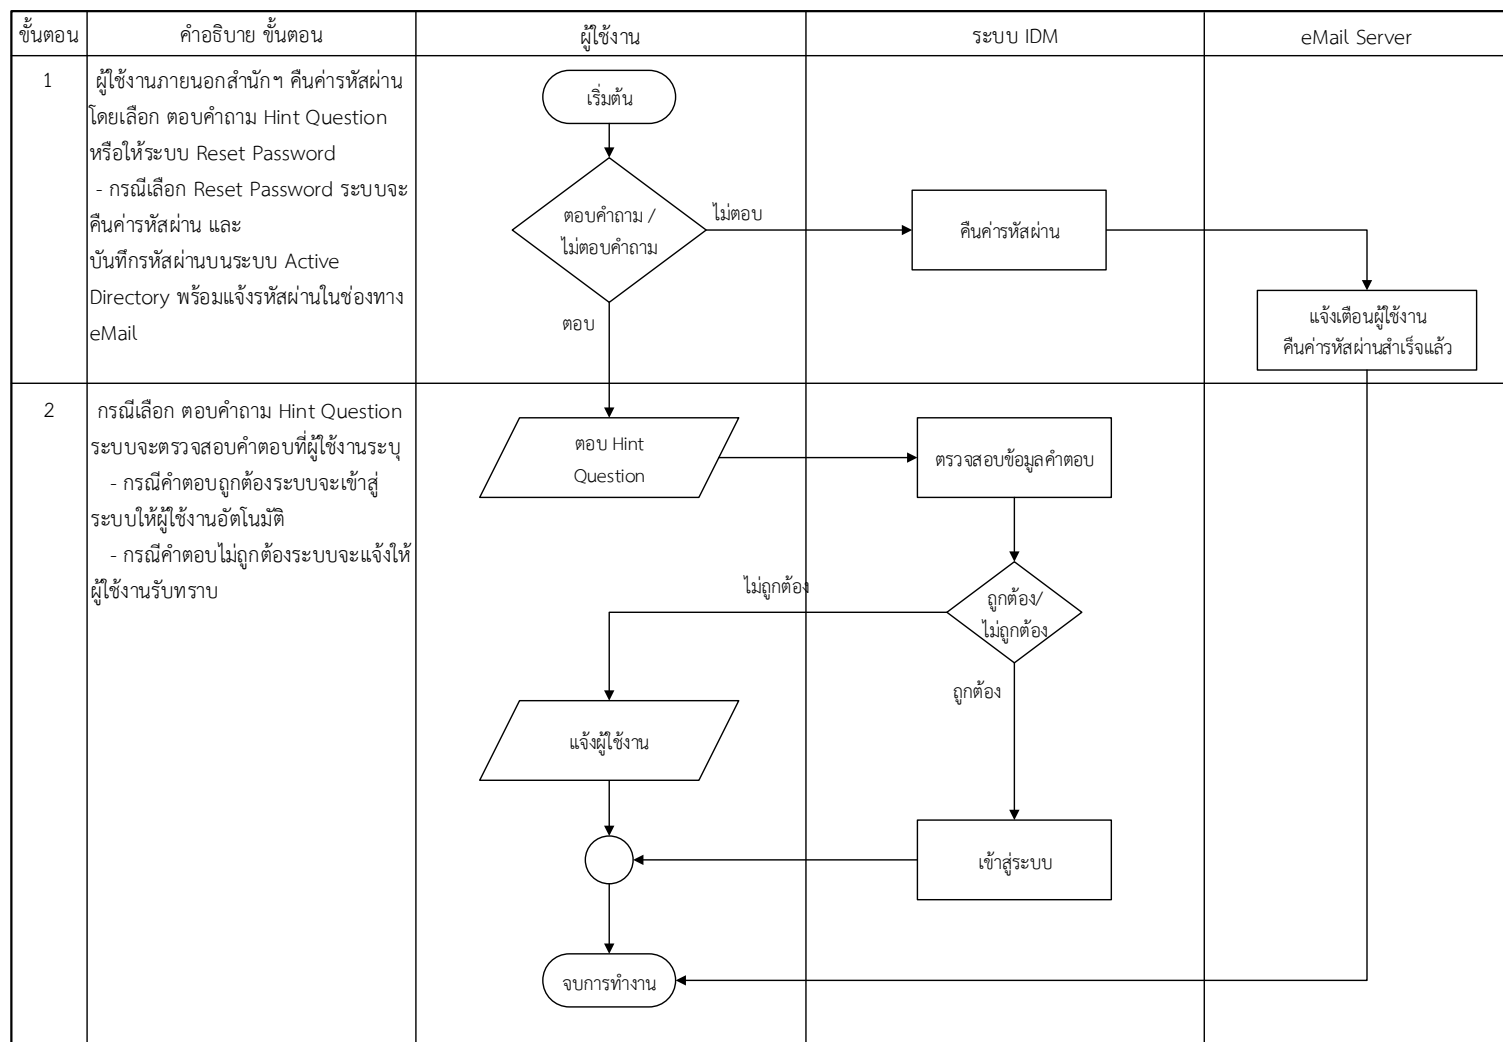 ขั้นตอน
คำอธิบาย ขั้นตอน
ผู้ใช้งาน
ระบบ IDM
eMail Server
1
ผู้ใช้งานภายนอกสำนักฯ คืนค่ารหัสผ่าน
โดยเลือก ตอบคำถาม Hint Question
หรือให้ระบบ Reset Password
- กรณีเลือก Reset Password ระบบจะ
คืนค่ารหัสผ่าน และ
บันทึกรหัสผ่านบนระบบ Active
Directory พร้อมแจ้งรหัสผ่านในช่องทาง
eMail
เริ่มต้น
ตอบคำถาม /
ไม่ตอบคำถาม
ไม่ตอบ
คืนค่ารหัสผ่าน
แจ้งเตือนผู้ใช้งาน
คืนค่ารหัสผ่านสำเร็จแล้ว
ตอบ
2
กรณีเลือก ตอบคำถาม Hint Question
ระบบจะตรวจสอบคำตอบที่ผู้ใช้งานระบุ
- กรณีคำตอบถูกต้องระบบจะเข้าสู่
ระบบให้ผู้ใช้งานอัตโนมัติ
- กรณีคำตอบไม่ถูกต้องระบบจะแจ้งให้
ผู้ใช้งานรับทราบ
ตอบ Hint
Question
ตรวจสอบข้อมูลคำตอบ
ไม่ถูกต้อง
ถูกต้อง/
ไม่ถูกต้อง
ถูกต้อง
แจ้งผู้ใช้งาน
เข้าสู่ระบบ
จบการทำงาน